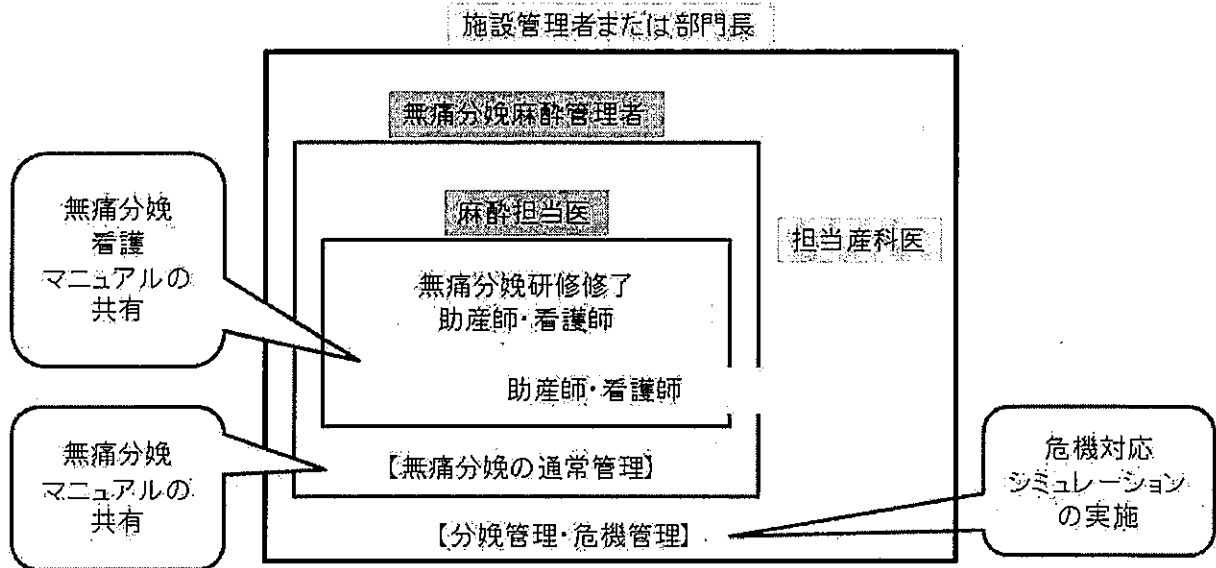 施設管理者または部門長
無痛分娩麻酔管理者
無痛分娩
看護
マニュアルの
共有
麻酔担当医
担当産科医
無痛分娩研修修了
助産師・看護師
助産師・看護師
無痛分娩
マニュアルの
共有
【無痛分娩の通常管理】
危機対応
シミュレーション
の実施
【分娩管理・危機管理】